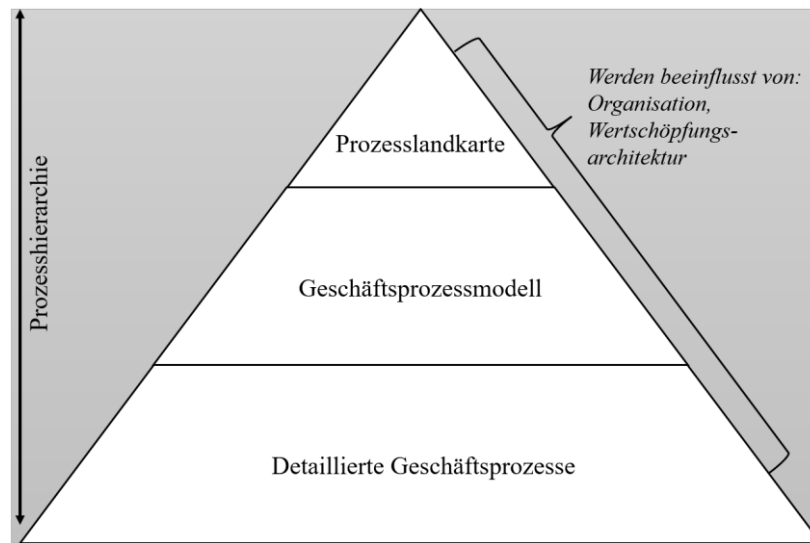 Werden beeinflusst von:
Organisation,
Wertschöpfungs-
architektur
Prozesslandkarte
Prozesshierarchie
Geschäftsprozessmodell
Detaillierte Geschäftsprozesse